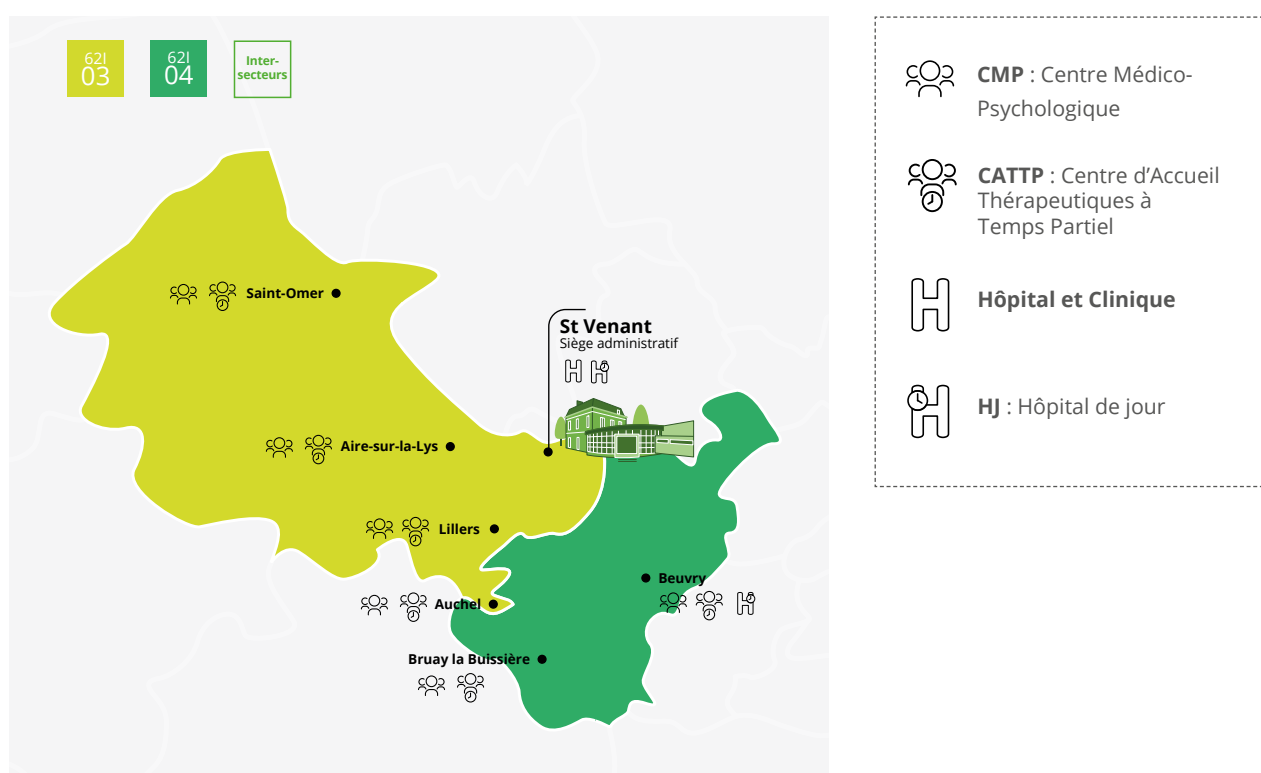 62I
03
62I
04
Inter-
secteurs
Saint-Omer
St Venant
Siège administratif
Aire-sur-la-Lys
Lillers
Beuvry
Auchel
Bruay la Buissière
CMP : Centre Médico-
Psychologique
CATTP : Centre d’Accueil
Thérapeutiques à
Temps Partiel
Hôpital et Clinique
HJ : Hôpital de jour